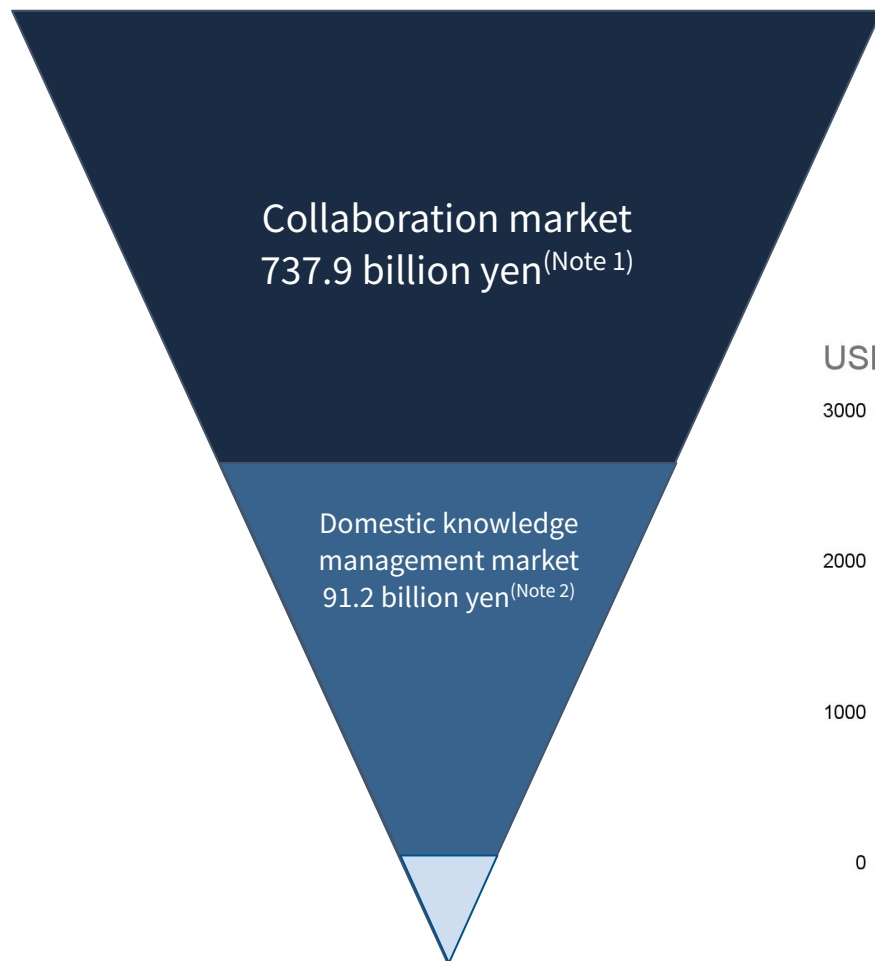 Collaboration market
737.9 billion yen(Note 1)
USD
3000
Domestic knowledge
management market
91.2 billion yen(Note 2)
2000
1000
0